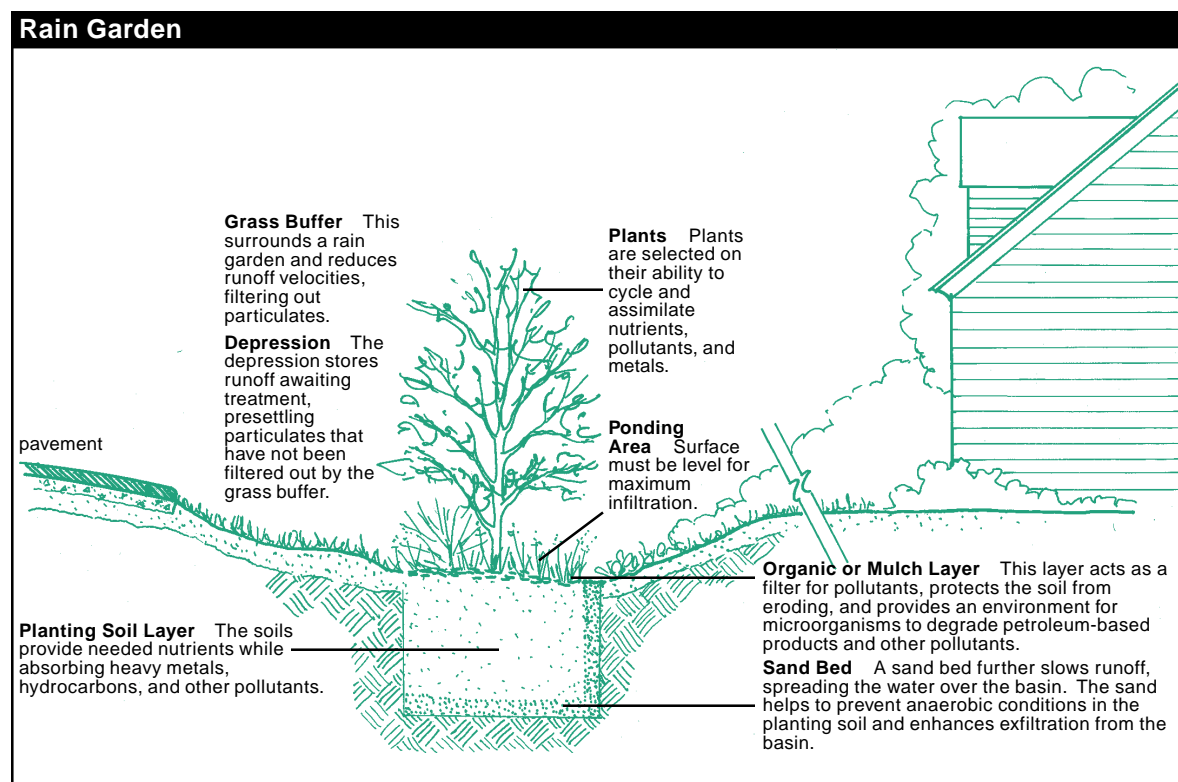 Rain Garden
Grass Buffer This
surrounds a rain
garden and reduces
runoff velocities,
filtering out
particulates.
Depression The
depression stores
runoff awaiting
treatment,
presettling
particulates that
have not been
filtered out by the
grass buffer.
Plants Plants
are selected on
their ability to
cycle and
assimilate
nutrients,
pollutants, and
metals.
Ponding
Area Surface
must be level for
maximum
infiltration.
pavement
Planting Soil Layer The soils
provide needed nutrients while
absorbing heavy metals,
hydrocarbons, and other pollutants.
Organic or Mulch Layer This layer acts as a
filter for pollutants, protects the soil from
eroding, and provides an environment for
microorganisms to degrade petroleum-based
products and other pollutants.
Sand Bed A sand bed further slows runoff,
spreading the water over the basin. The sand
helps to prevent anaerobic conditions in the
planting soil and enhances exfiltration from the
basin.